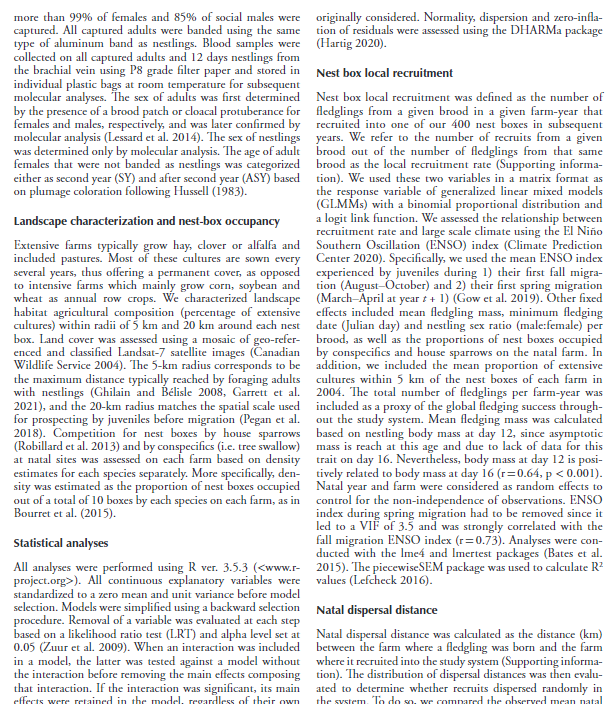 more than 99% of females and 85% of social males were
captured. All captured adults were banded using the same
type of aluminum band as nestlings. Blood samples were
collected on all captured adults and 12 days nestlings from
the brachial vein using P8 grade filter paper and stored in
individual plastic bags at room temperature for subsequent
molecular analyses. The sex of adults was first determined
by the presence of a brood patch or cloacal protuberance for
females and males, respectively, and was later confirmed by
molecular analysis (Lessard et al. 2014). The sex of nestlings
was determined only by molecular analysis. The age of adult
females that were not banded as nestlings was categorized
either as second year (SY) and after second year (ASY) based
on plumage coloration following Hussell (1983).
Landscape characterization and nest-box occupancy
Extensive farms typically grow hay, clover or alfalfa and
included pastures. Most of these cultures are sown every
several years, thus offering a permanent cover, as opposed
to intensive farms which mainly grow corn, soybean and
wheat as annual row crops. We characterized landscape
habitat agricultural composition (percentage of extensive
cultures) within radii of 5 km and 20 km around each nest
box. Land cover was assessed using a mosaic of geo-refer-
enced and classified Landsat-7 satellite images (Canadian
Wildlife Service 2004). The 5-km radius corresponds to be
the maximum distance typically reached by foraging adults
with nestlings (Ghilain and Bélisle 2008, Garrett et al.
2021), and the 20-km radius matches the spatial scale used
for prospecting by juveniles before migration (Pegan et al.
2018). Competition for nest boxes by house sparrows
(Robillard et al. 2013) and by conspecifics (i.e. tree swallow)
at natal sites was assessed on each farm based on density
estimates for each species separately. More specifically, den-
sity was estimated as the proportion of nest boxes occupied
out of a total of 10 boxes by each species on each farm, as in
Bourret et al. (2015).
Statistical analyses
All analyses were performed using R ver. 3.5.3 (<www.r-
project.org>). All continuous explanatory variables were
standardized to a zero mean and unit variance before model
selection. Models were simplified using a backward selection
procedure. Removal of a variable was evaluated at each step
based on a likelihood ratio test (LRT) and alpha level set at
0.05 (Zuur et al. 2009). When an interaction was included
in a model, the latter was tested against a model without
the interaction before removing the main effects composing
that interaction. If the interaction was significant, its main
effects were retained in the model, regardless of their own
originally considered. Normality, dispersion and zero-infla-
tion of residuals were assessed using the DHARMa package
(Hartig 2020).
Nest box local recruitment
Nest box local recruitment was defined as the number of
fledglings from a given brood in a given farm-year that
recruited into one of our 400 nest boxes in subsequent
years. We refer to the number of recruits from a given
brood out of the number of fledglings from that same
brood as the local recruitment rate (Supporting informa-
tion). We used these two variables in a matrix format as
the response variable of generalized linear mixed models
(GLMMs) with a binomial proportional distribution and
a logit link function. We assessed the relationship between
recruitment rate and large scale climate using the El Niño
Southern Oscillation (ENSO) index (Climate Prediction
Center 2020). Specifically, we used the mean ENSO index
experienced by juveniles during 1) their first fall migra-
tion (August–October) and 2) their first spring migration
(March–April at year t + 1) (Gow et al. 2019). Other fixed
effects included mean fledgling mass, minimum fledging
date (Julian day) and nestling sex ratio (male:female) per
brood, as well as the proportions of nest boxes occupied
by conspecifics and house sparrows on the natal farm. In
addition, we included the mean proportion of extensive
cultures within 5 km of the nest boxes of each farm in
2004. The total number of fledglings per farm-year was
included as a proxy of the global fledging success through-
out the study system. Mean fledging mass was calculated
based on nestling body mass at day 12, since asymptotic
mass is reach at this age and due to lack of data for this
trait on day 16. Nevertheless, body mass at day 12 is posi-
tively related to body mass at day 16 (r=0.64, p < 0.001).
Natal year and farm were considered as random effects to
control for the non-independence of observations. ENSO
index during spring migration had to be removed since it
led to a VIF of 3.5 and was strongly correlated with the
fall migration ENSO index (r=0.73). Analyses were con-
ducted with the lme4 and lmertest packages (Bates et al.
2015). The piecewiseSEM package was used to calculate R²
values (Lefcheck 2016).
Natal dispersal distance
Natal dispersal distance was calculated as the distance (km)
between the farm where a fledgling was born and the farm
where it recruited into the study system (Supporting informa-
tion). The distribution of dispersal distances was then evalu-
ated to determine whether recruits dispersed randomly in
the system. To do so, we compared the observed mean natal